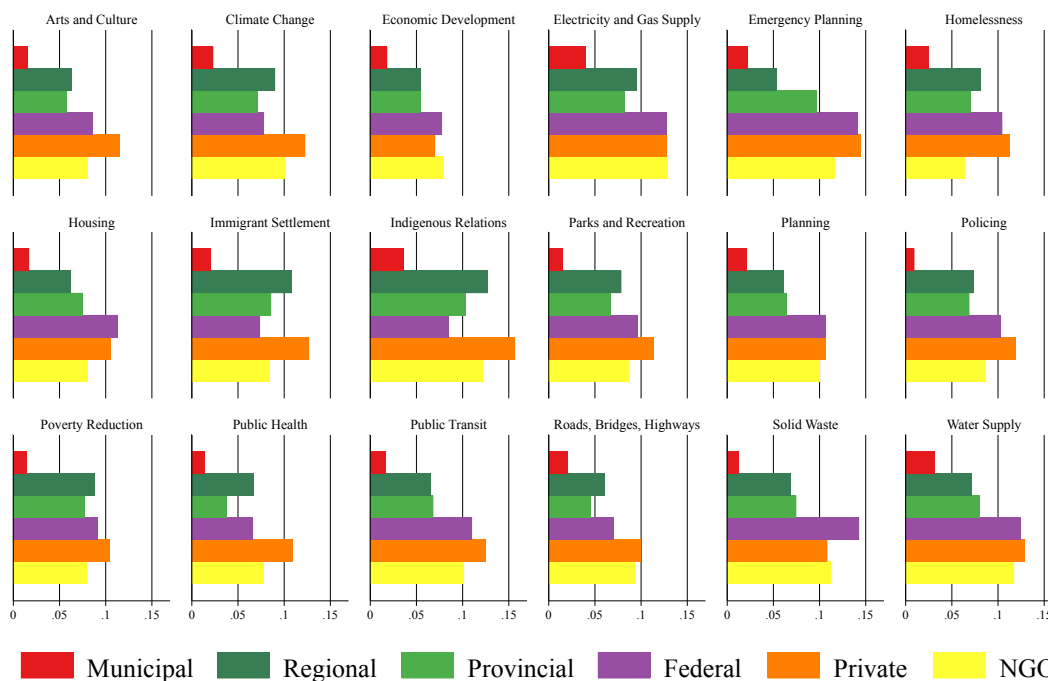 Arts and Culture Climate Change Economic Development Electricity and Gas Supply Emergency Planning Homelessness
Housing Immigrant Settlement Indigenous Relations Parks and Recreation Planning Policing
Poverty Reduction Public Health Public Transit Roads, Bridges, Highways Solid Waste Water Supply
0 .05 .1 .15 0 .05 .1 .15 0 .05 .1 .15 0 .05 .1 .15 0 .05 .1 .15 0 .05 .1 .15
Municipal Regional Provincial Federal Private NGO